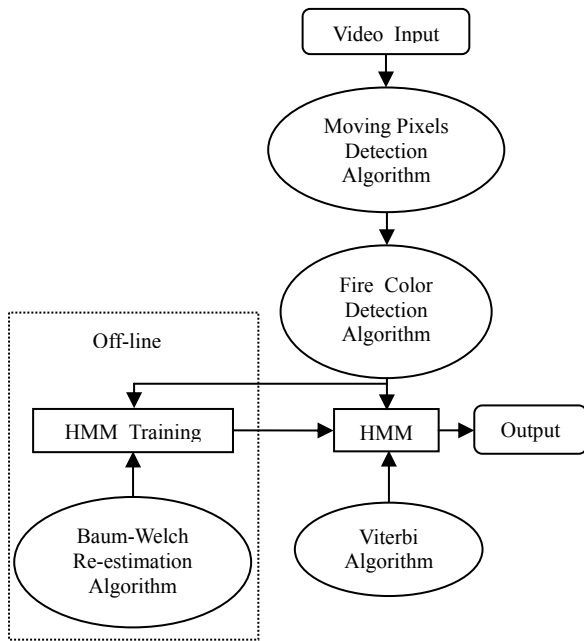 Video Input
Moving Pixels
Detection
Algorithm
Fire Color
Detection
Algorithm
Off-line
HMM Training
HMM
Output
Baum-Welch
Re-estimation
Algorithm
Viterbi
Algorithm